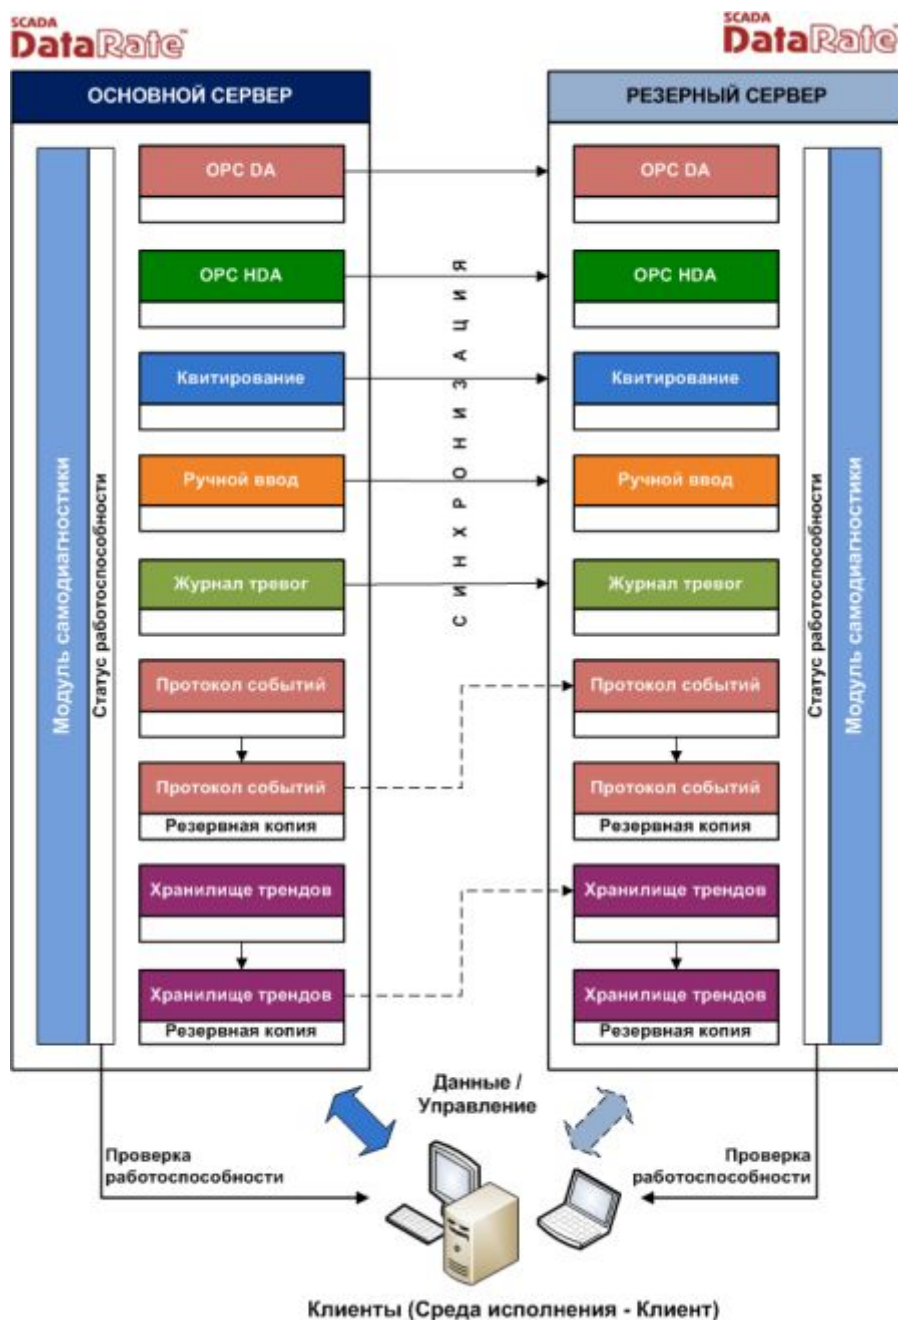 SCADA
DataRate™
SCADA
DataRate™
ОСНОВНОЙ СЕРВЕР
РЕЗЕРНЫЙ СЕРВЕР
Модуль самодиагностики
Статус работоспособности
OPC DA
OPC HDA
Квитирование
Ручной ввод
Журнал тревог
Протокол событий
Протокол событий
Резервная копия
Хранилище трендов
Хранилище трендов
Резервная копия
СИНХРОНИЗАЦИЯ
OPC DA
OPC HDA
Квитирование
Ручной ввод
Журнал тревог
Протокол событий
Протокол событий
Резервная копия
Хранилище трендов
Хранилище трендов
Резервная копия
Статус работоспособности
Модуль самодиагностики
Данные /
Управление
Проверка
работоспособности
Проверка
работоспособности
Клиенты (Среда исполнения - Клиент)